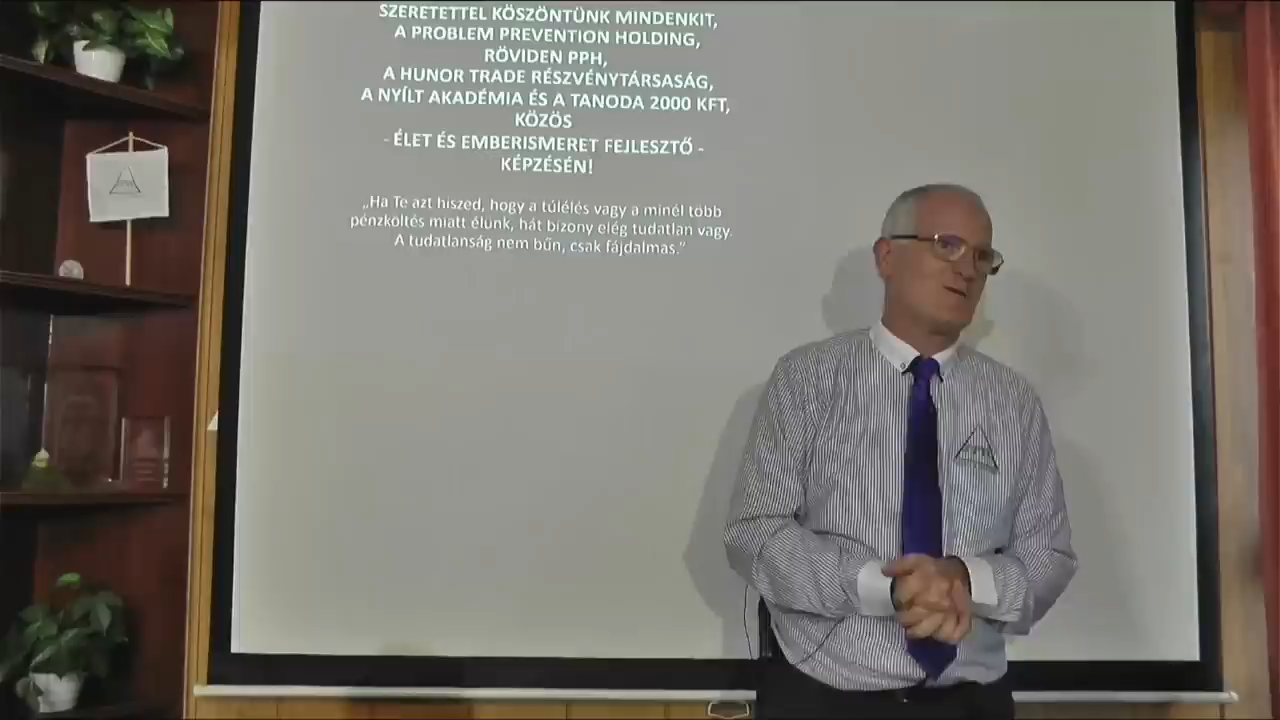 SZERETETTEL KÖSZÖNTÜNK MINDENKIT,
A PROBLEM PREVENTION HOLDING,
RÖVIDEN PPH,
A HUNOR TRADE RÉSZVÉNYTÁRSASÁG,
A NYÍLT AKADÉMIA ÉS A TANODA 2000 KFT,
KÖZÖS
- ÉLET ÉS EMBERISMERET FEJLESZTŐ -
KÉPZÉSÉN!
„Ha Te azt hiszed, hogy a túlélés vagy a minél több
pénzköltés miatt élünk, hát bizony elég tudatlan vagy.
A tudatlanság nem bűn, csak fájdalmas.”